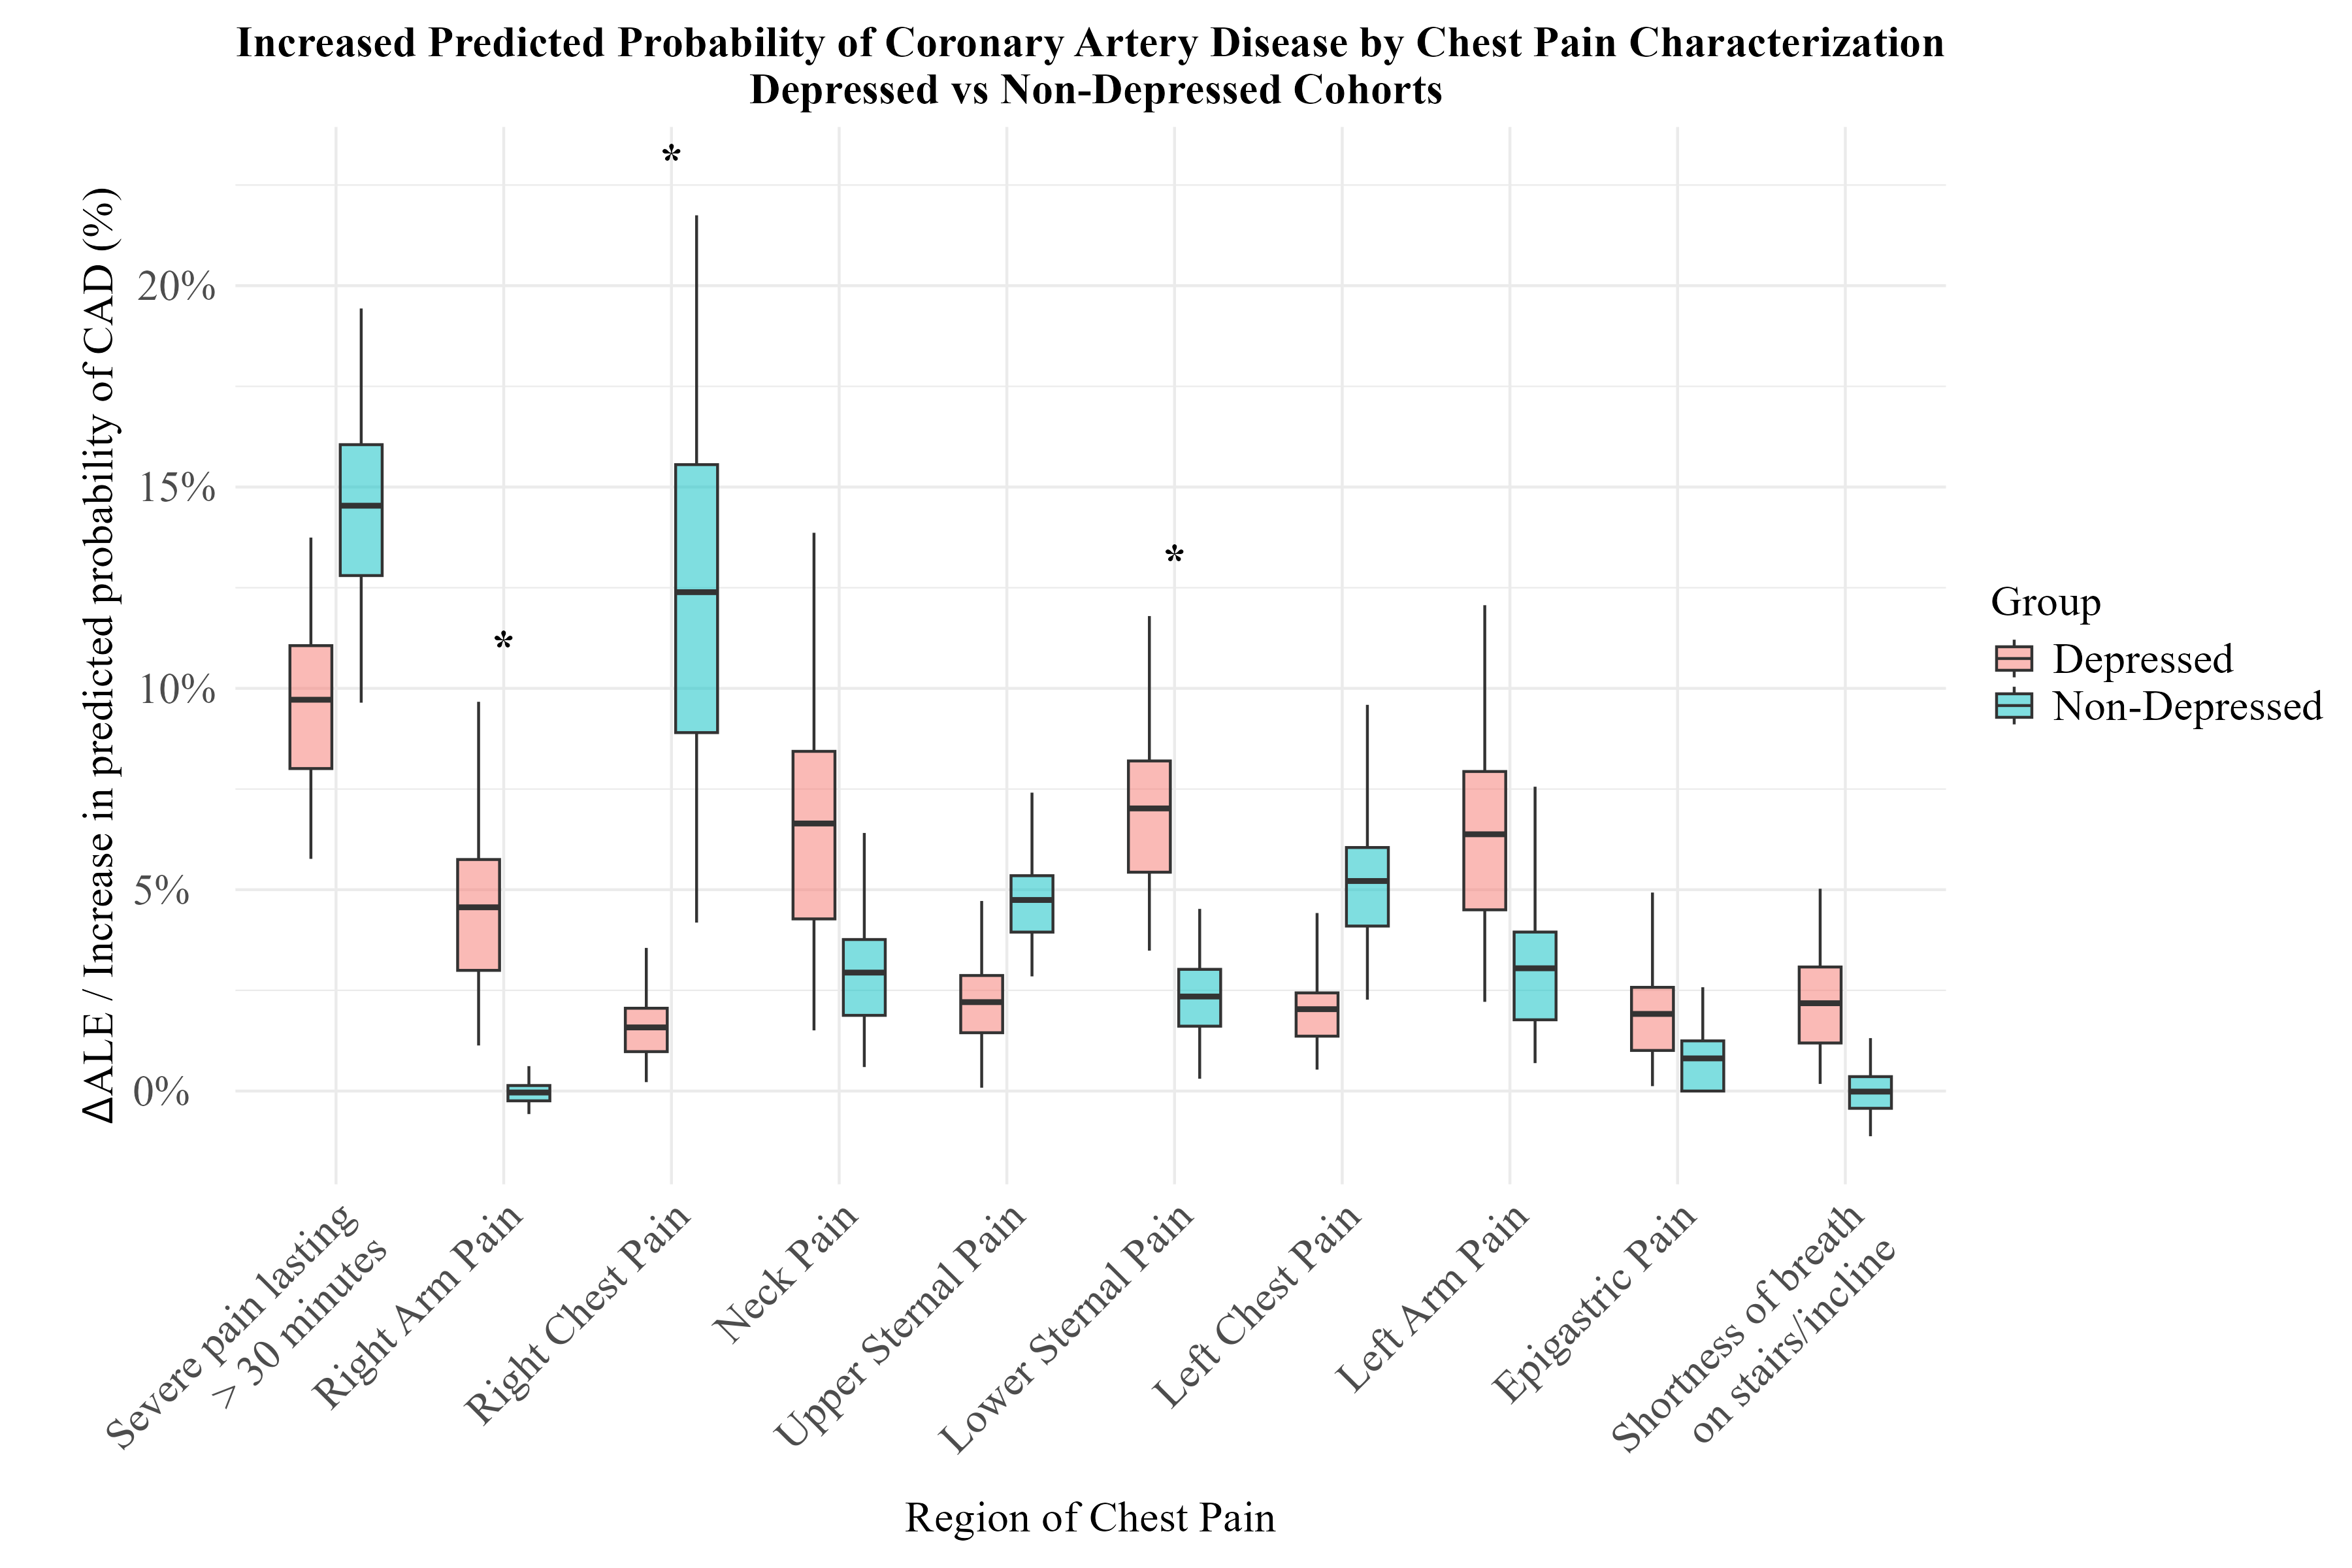 Increased Predicted Probability of Coronary Artery Disease by Chest Pain Characterization
Depressed vs Non-Depressed Cohorts
ΔALE / Increase in predicted probability of CAD (%)
20%
15%
10%
5%
0%
*
*
*
Severe pain lasting
> 30 minutes
Right Arm Pain
Right Chest Pain
Neck Pain
Upper Sternal Pain
Lower Sternal Pain
Left Chest Pain
Left Arm Pain
Epigastric Pain
Shortness of breath
on stairs/incline
Region of Chest Pain
Group
Depressed
Non-Depressed